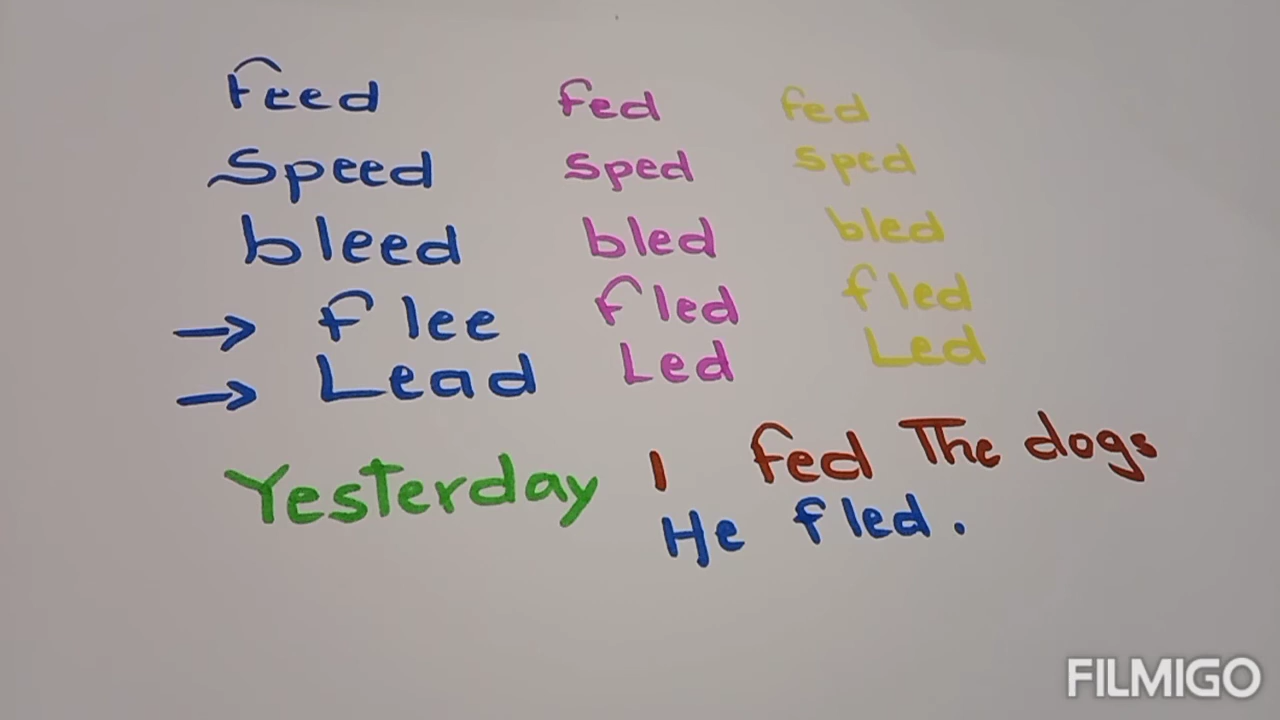 Feed fed fed
Speed sped sped
bleed bled bled
→ flee fled fled
→ Lead Led Led
Yesterday I fed The dogs
He fled.
FILMIGO